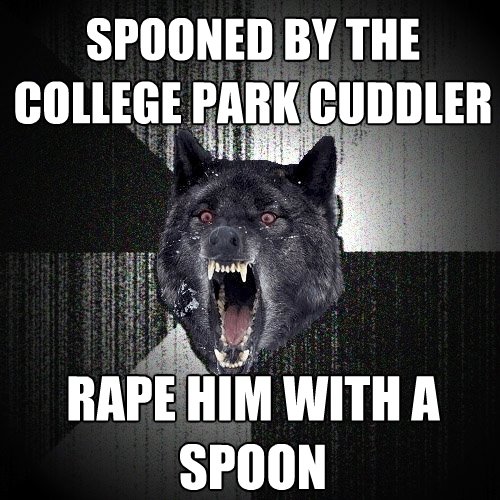 SPOONED BY THE
COLLEGE PARK CUDDLER
RAPE HIM WITH A
SPOON